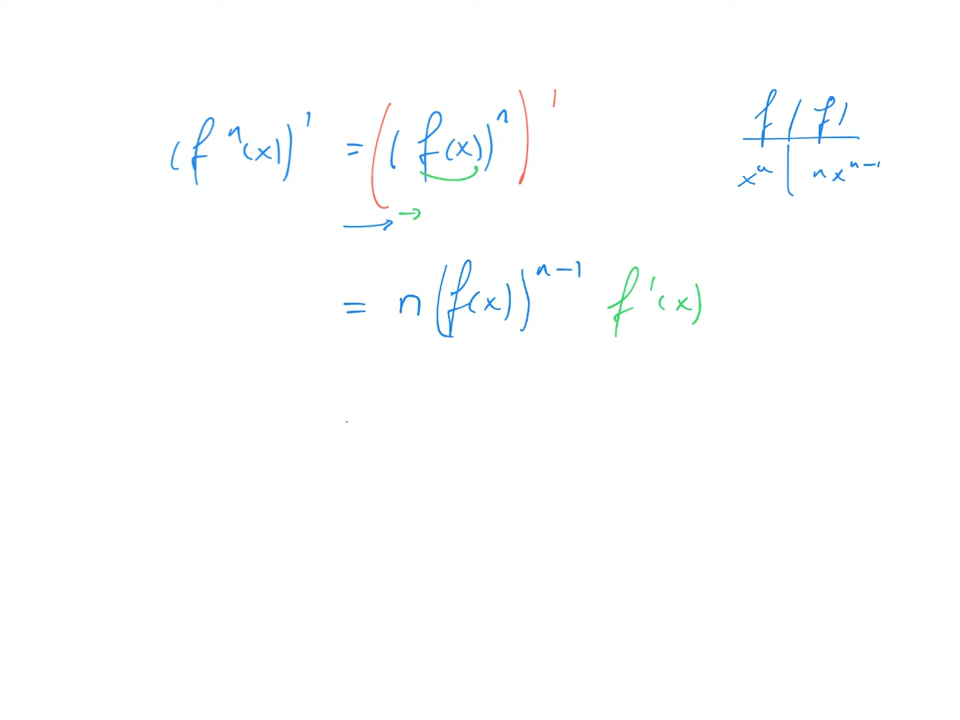 (fⁿ(x))' = ((f(x))ⁿ)'
f | f'
xⁿ | nxⁿ⁻¹
= n(f(x))ⁿ⁻¹ f'(x)